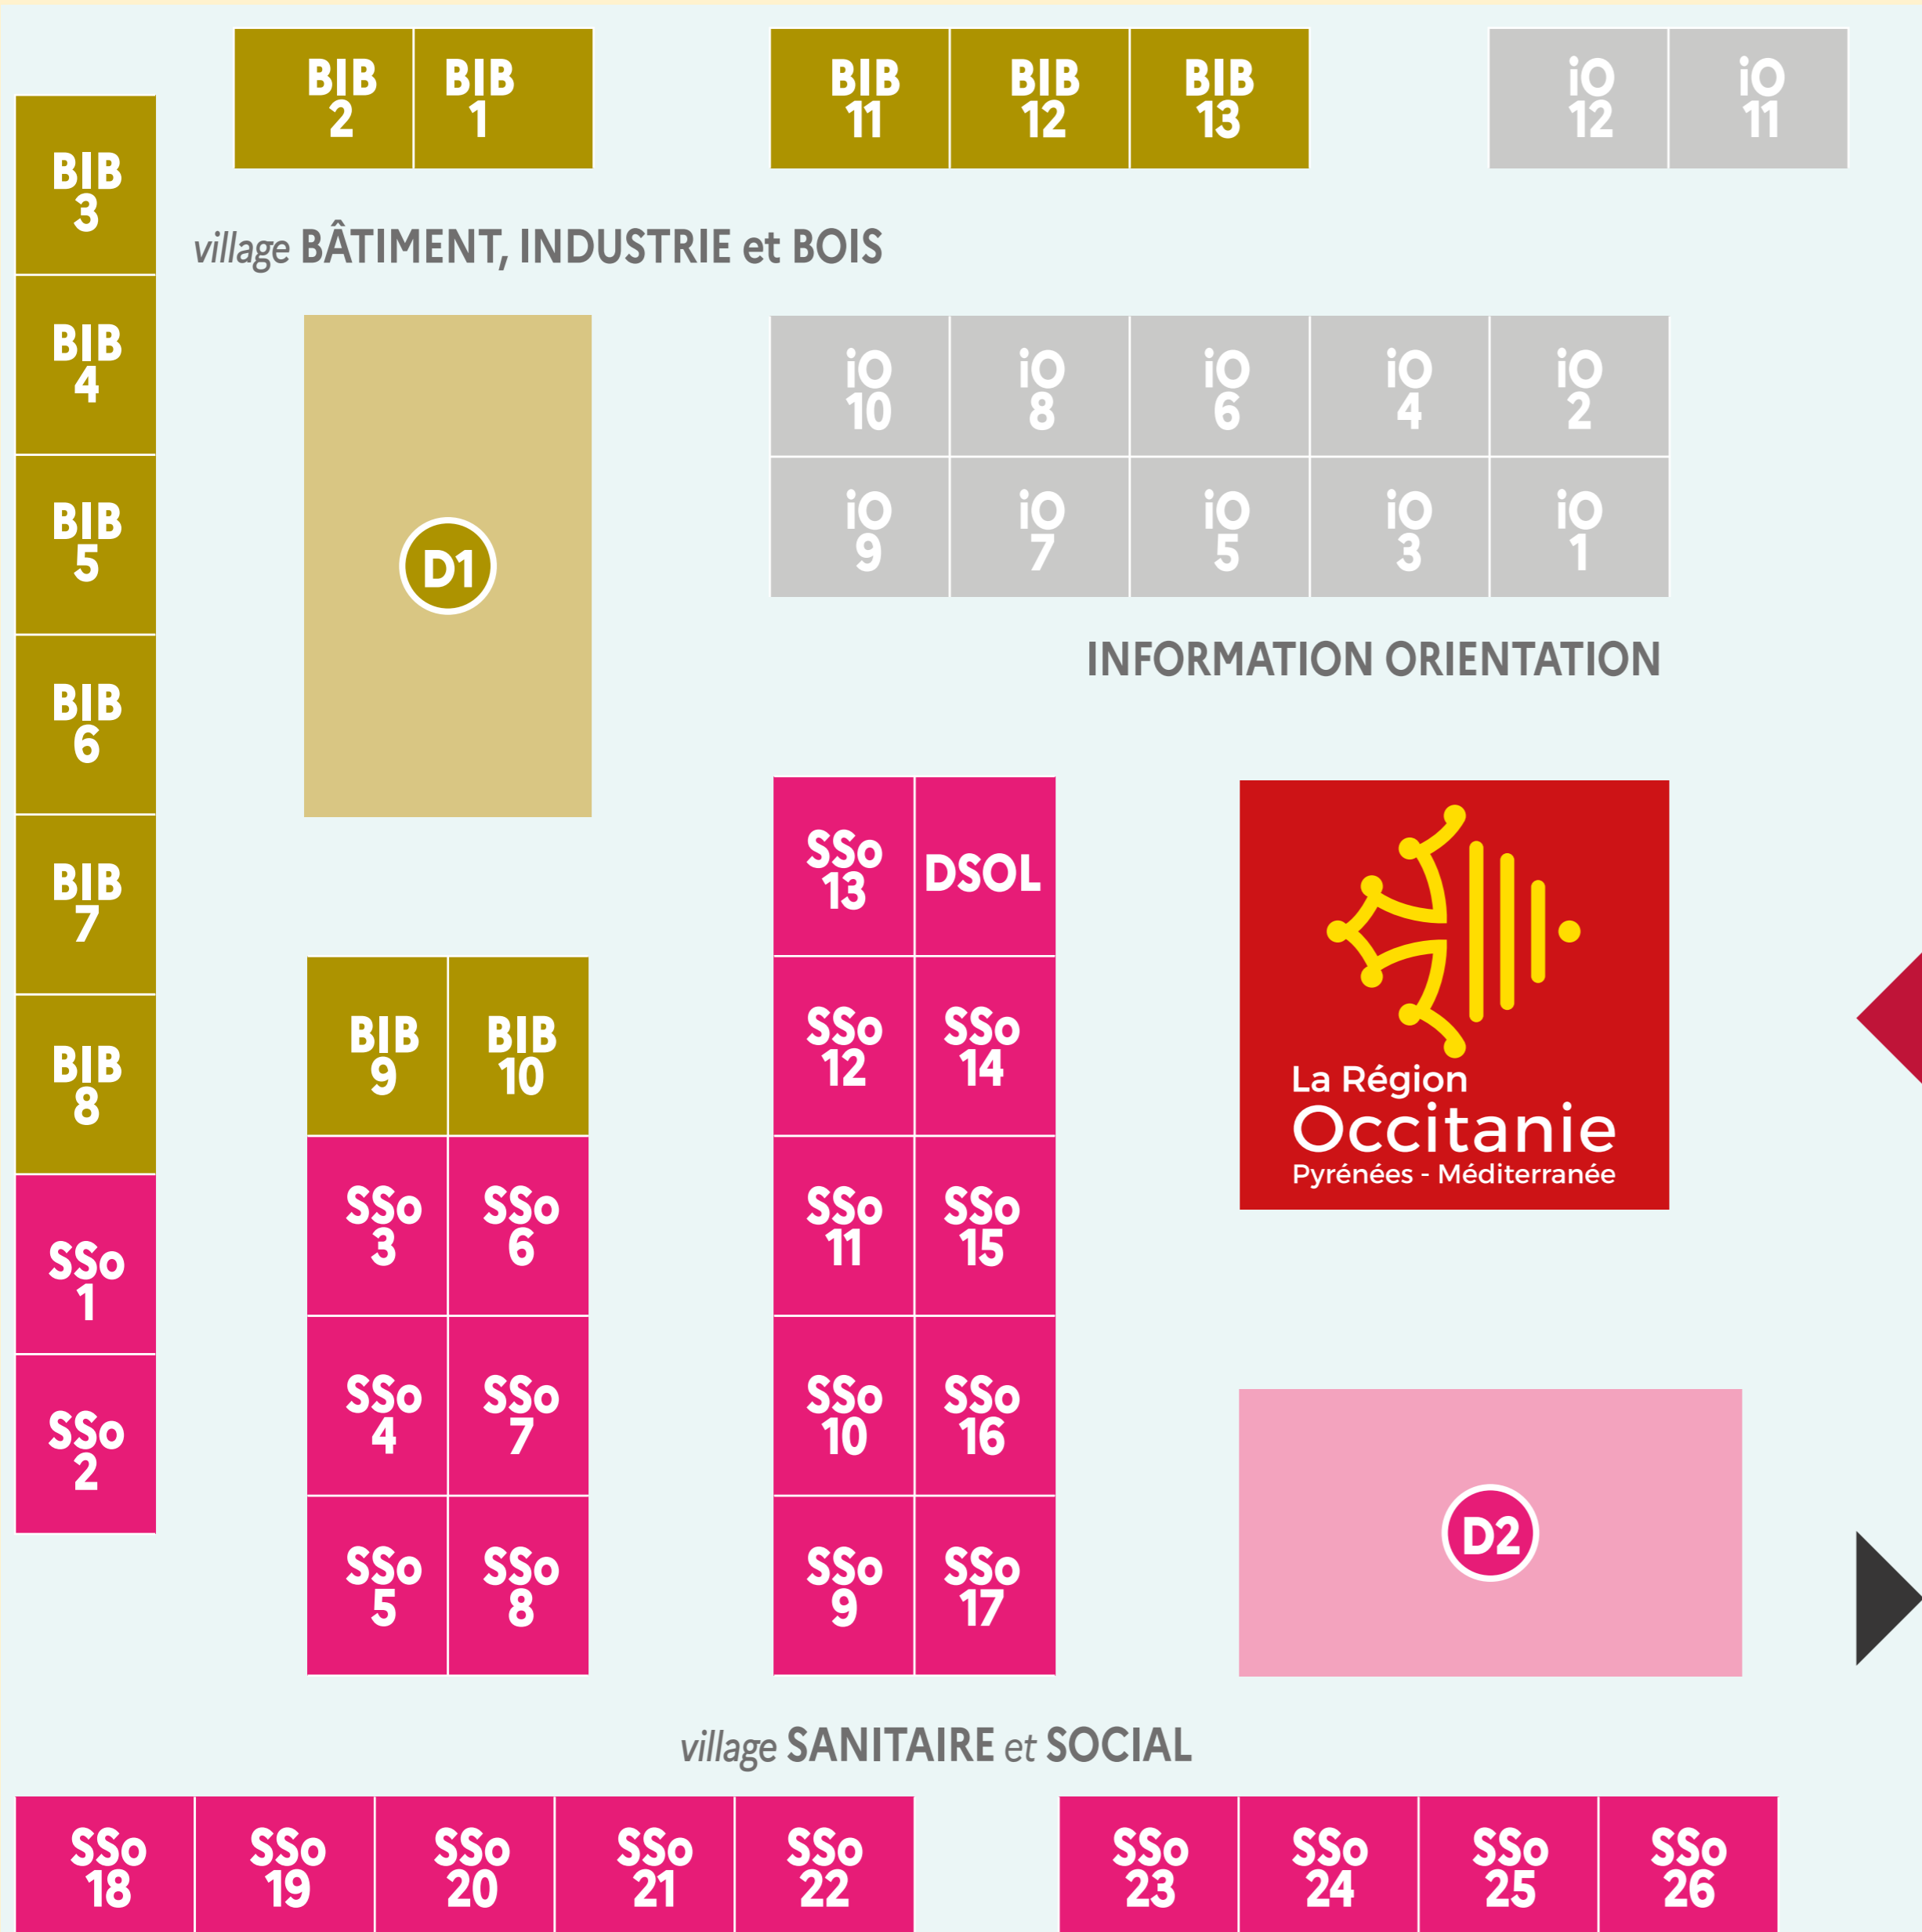 BIB
2
BIB
1
BIB
11
BIB
12
BIB
13
iO
12
iO
11
BIB
3
village BÂTIMENT, INDUSTRIE et BOIS
BIB
4
BIB
5
BIB
6
BIB
7
BIB
8
SSo
1
SSo
2
D1
iO
10
iO
8
iO
6
iO
4
iO
2
iO
9
iO
7
iO
5
iO
3
iO
1
INFORMATION ORIENTATION
BIB
9
BIB
10
SSo
3
SSo
6
SSo
4
SSo
7
SSo
5
SSo
8
SSo
13
DSOL
SSo
12
SSo
14
SSo
11
SSo
15
SSo
10
SSo
16
SSo
9
SSo
17
La Région
Occitanie
Pyrénées - Méditerranée
D2
village SANITAIRE et SOCIAL
SSo
18
SSo
19
SSo
20
SSo
21
SSo
22
SSo
23
SSo
24
SSo
25
SSo
26